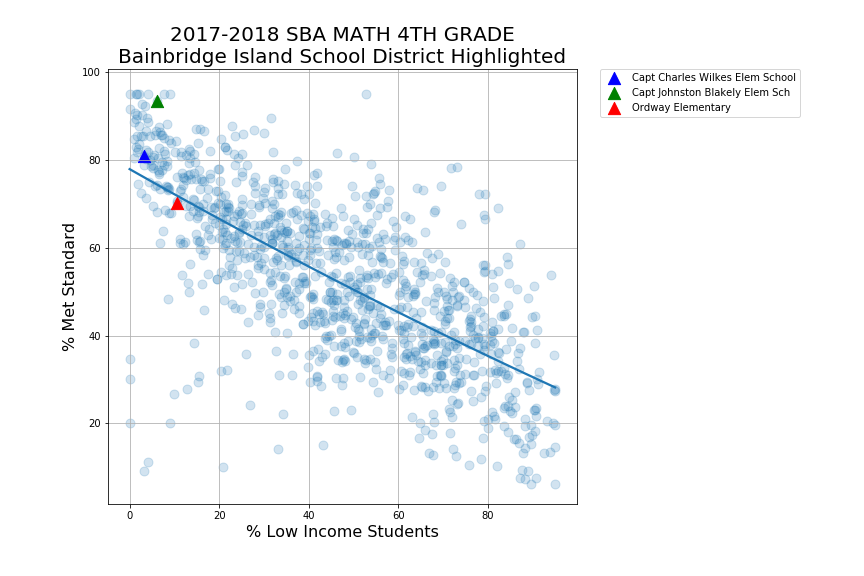 2017-2018 SBA MATH 4TH GRADE
Bainbridge Island School District Highlighted
Capt Charles Wilkes Elem School
Capt Johnston Blakely Elem Sch
Ordway Elementary
% Met Standard
100
80
60
40
20
0
20
40
60
80
% Low Income Students